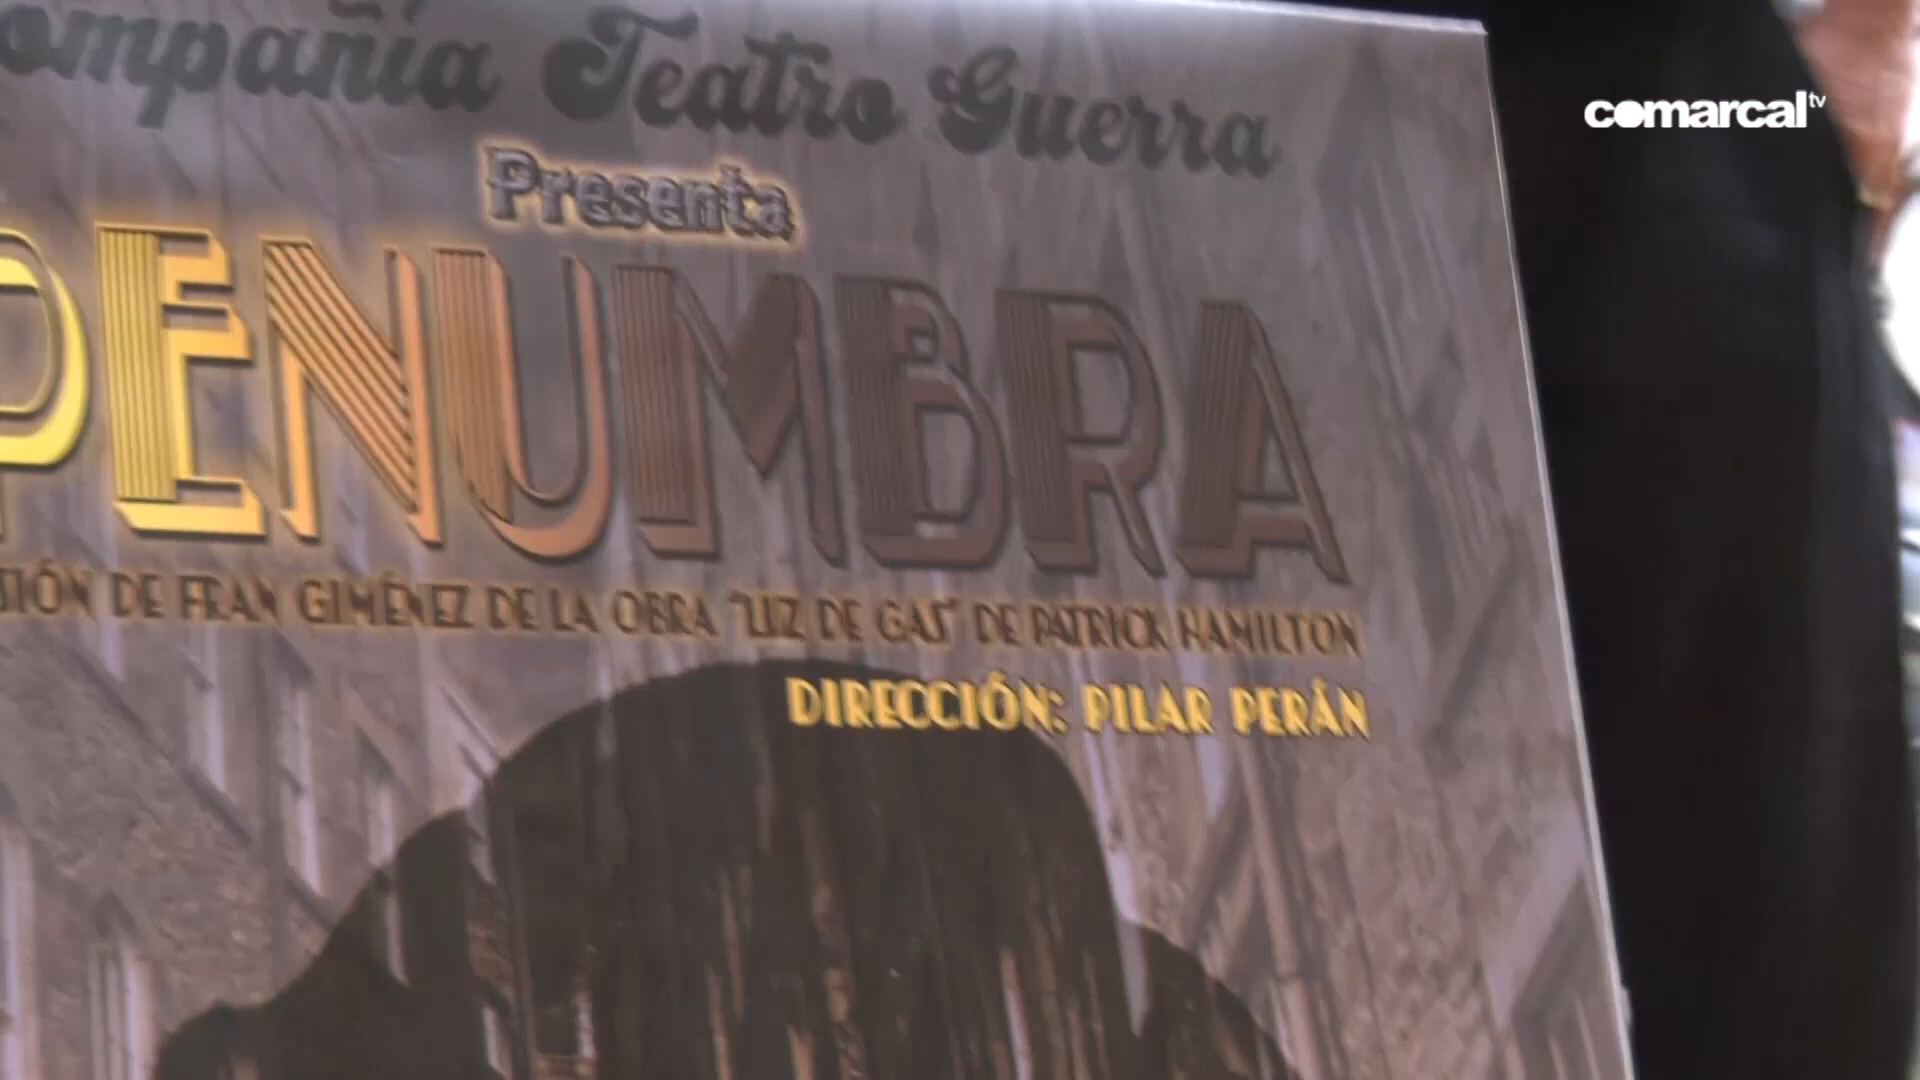 ompañía Teatro Guerra
Presenta
PENUMBRA
SIÓN DE FRAN GIMÉNEZ DE LA OBRA "LUZ DE GAS" DE PATRICK HAMILTON
DIRECCIÓN: PILAR PERÁN
comarcal tv